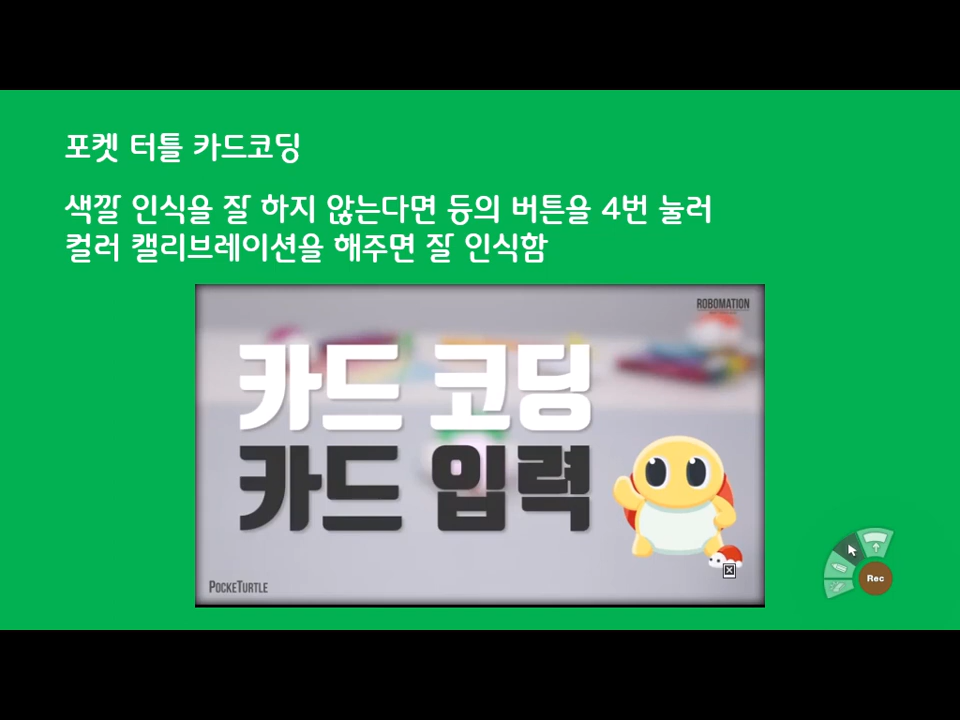 포켓 터틀 카드코딩
색깔 인식을 잘 하지 않는다면 등의 버튼을 4번 눌러
컬러 캘리브레이션을 해주면 잘 인식함
ROBOMATION
카드 코딩
카드 입력
POCKETURTLE
Rec